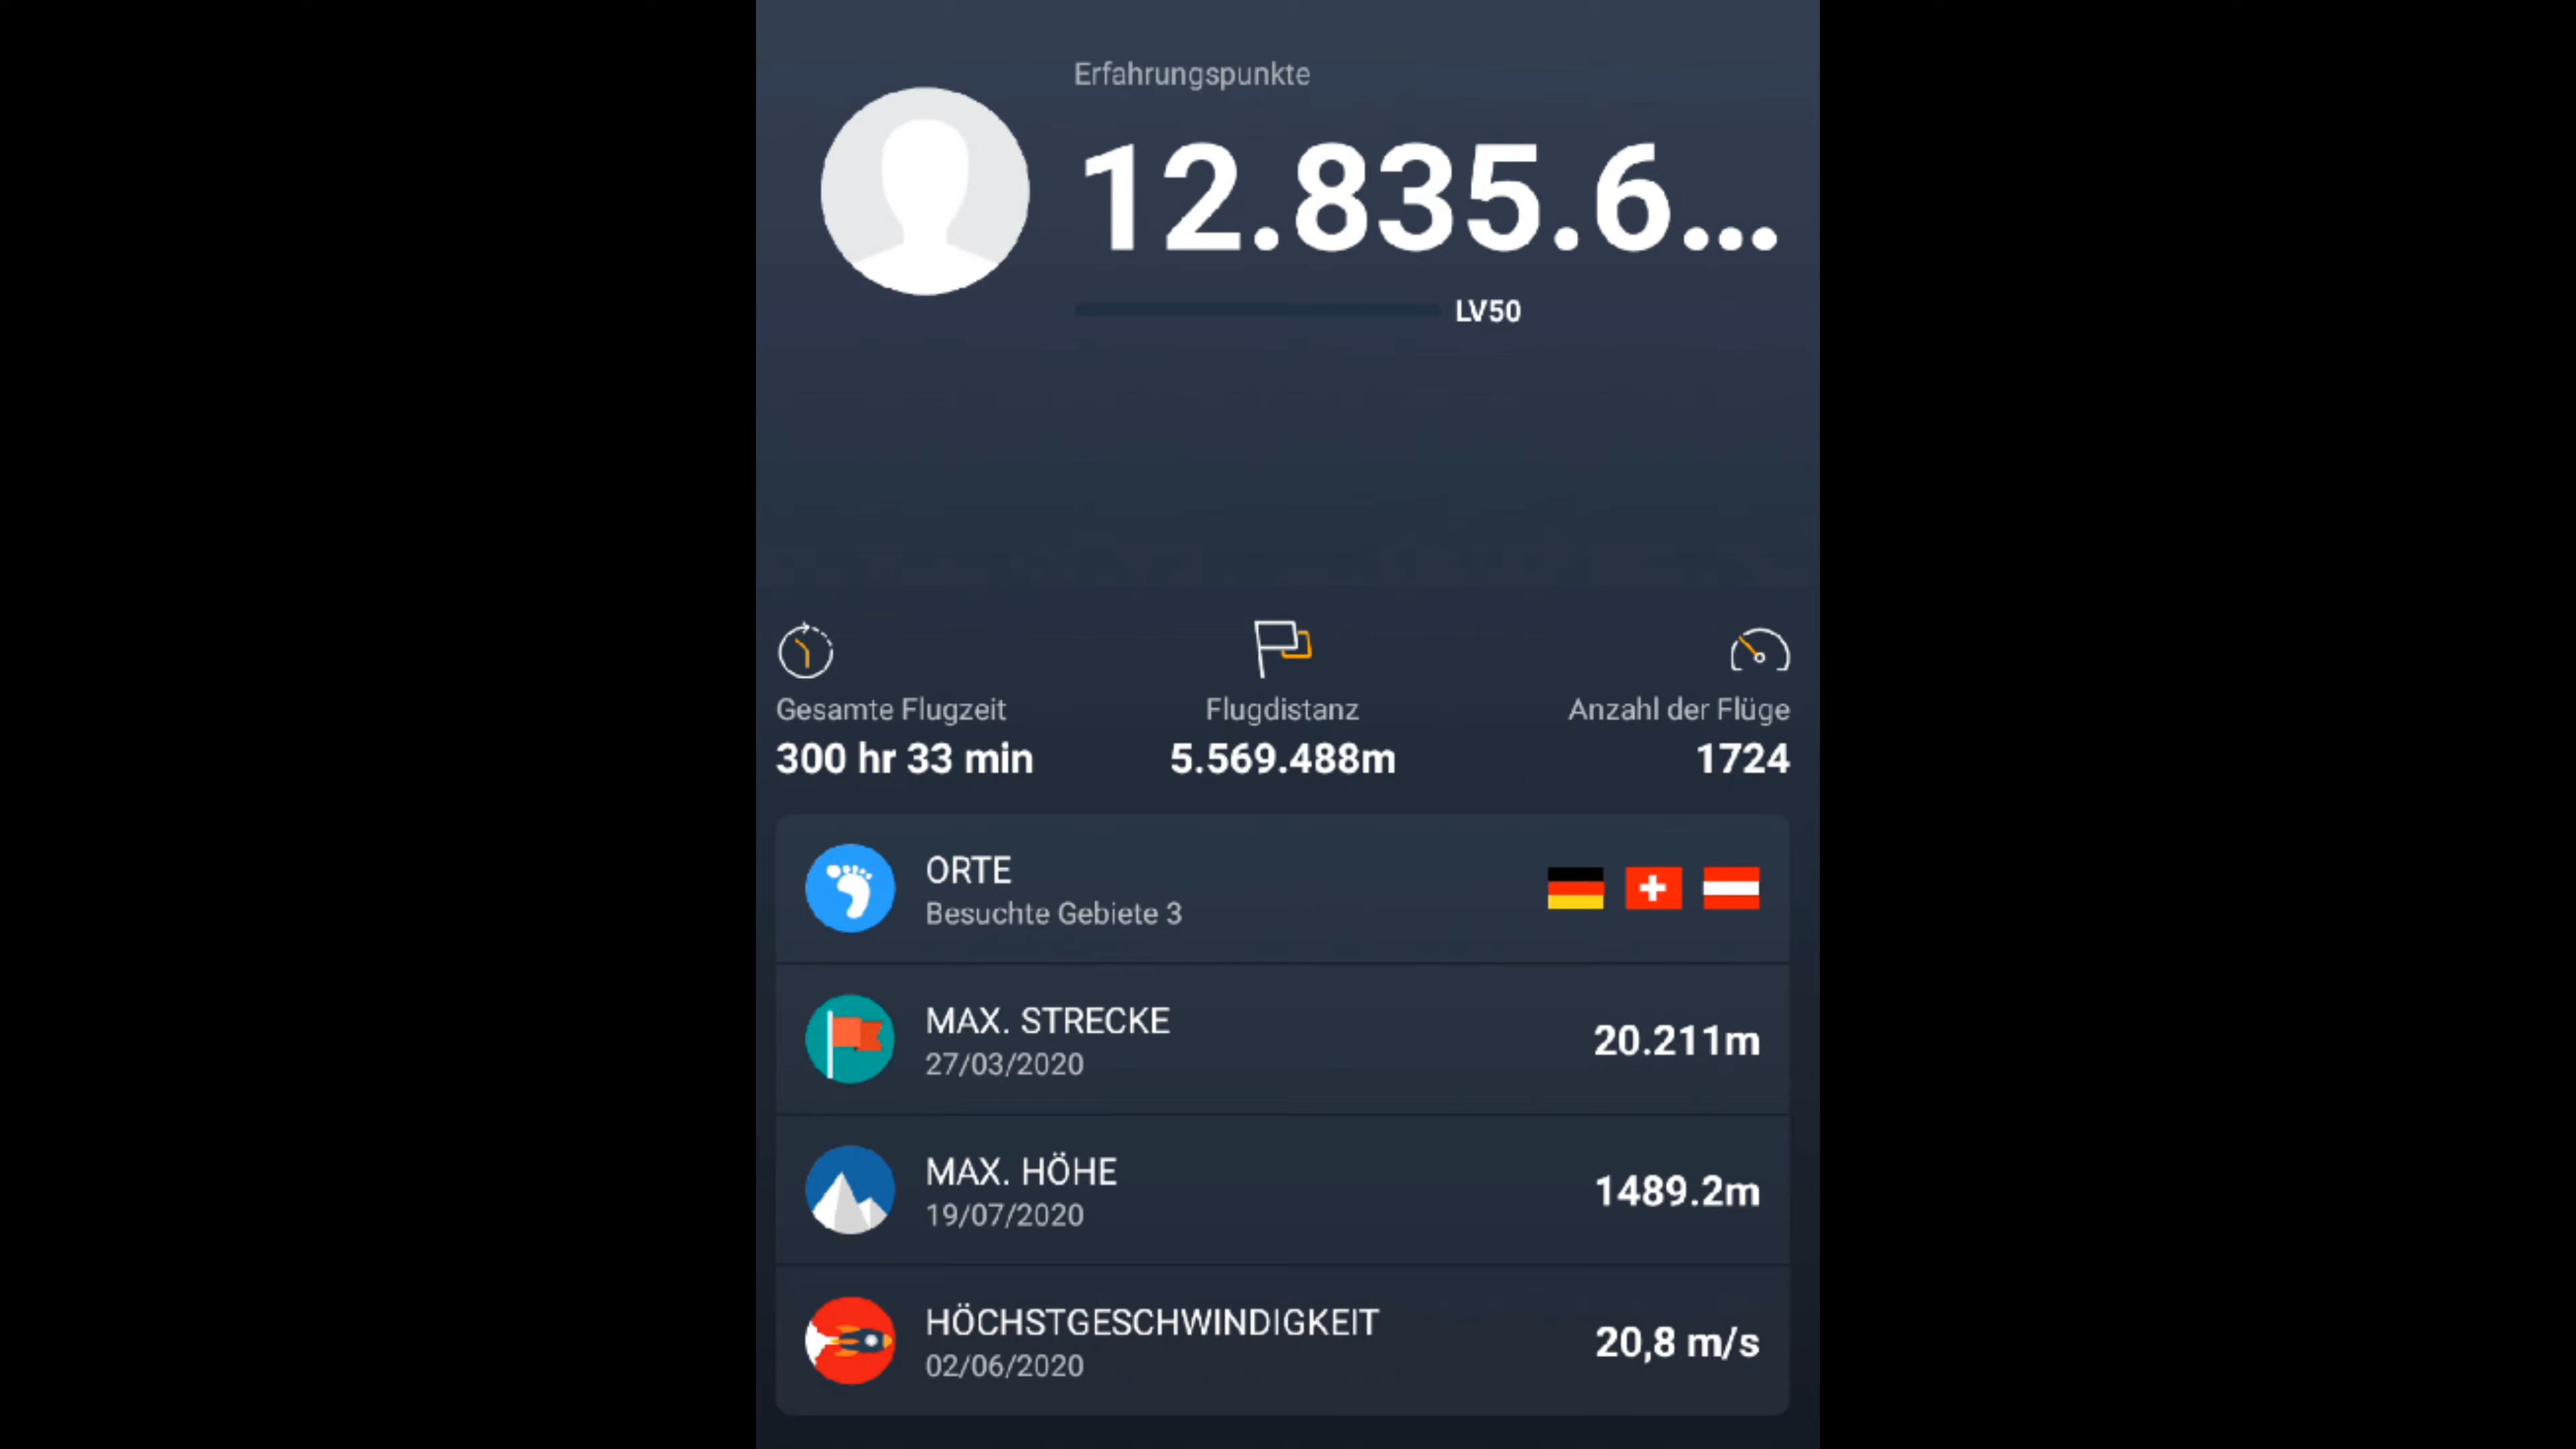 Erfahrungspunkte
12.835.6...
LV50
Gesamte Flugzeit
300 hr 33 min
Flugdistanz
5.569.488m
Anzahl der Flüge
1724
ORTE
Besuchte Gebiete 3
MAX. STRECKE
27/03/2020
20.211m
MAX. HÖHE
19/07/2020
1489.2m
HÖCHSTGESCHWINDIGKEIT
02/06/2020
20,8 m/s